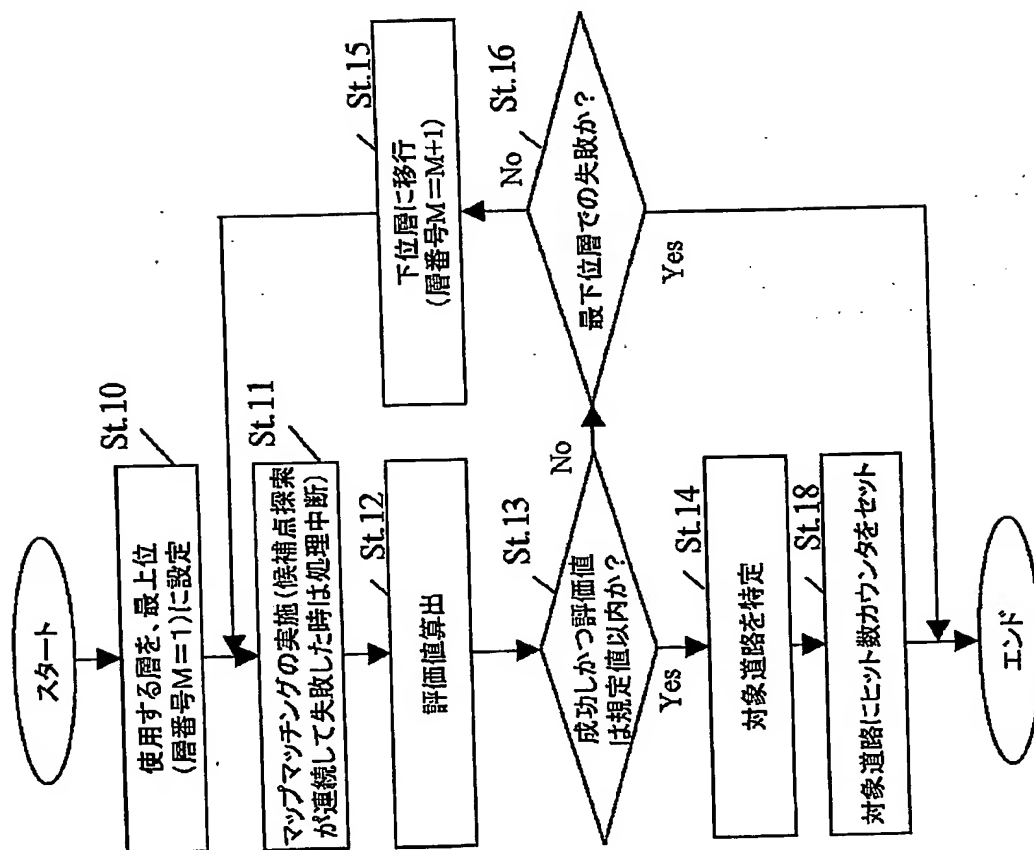 スタート
St.10
使用する層を、最上位
(層番号M=1)に設定
St.11
マップマッチングの実施(候補点探索
が連続して失敗した時は処理中断)
St.12
評価値算出
St.13
成功しかつ評価値
は規定値以内か?
No
Yes
St.14
対象道路を特定
St.18
対象道路にヒット数カウンタをセット
エンド
St.15
下位層に移行
(層番号M=M+1)
No
St.16
最下位層での失敗か?
Yes